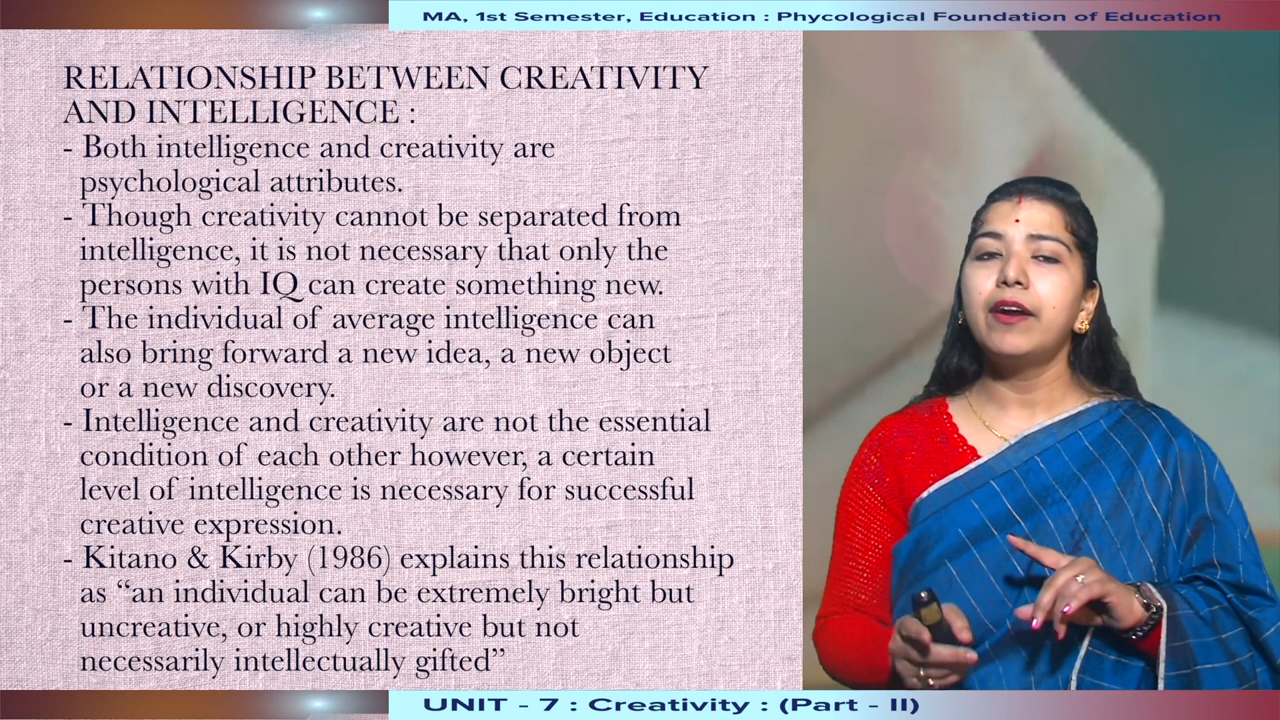 MA, 1st Semester, Education : Phycological Foundation of Education
RELATIONSHIP BETWEEN CREATIVITY
AND INTELLIGENCE :
- Both intelligence and creativity are
psychological attributes.
- Though creativity cannot be separated from
intelligence, it is not necessary that only the
persons with IQ can create something new.
- The individual of average intelligence can
also bring forward a new idea, a new object
or a new discovery.
- Intelligence and creativity are not the essential
condition of each other however, a certain
level of intelligence is necessary for successful
creative expression.
- Kitano & Kirby (1986) explains this relationship
as “an individual can be extremely bright but
uncreative, or highly creative but not
necessarily intellectually gifted”
UNIT - 7 : Creativity : (Part - II)